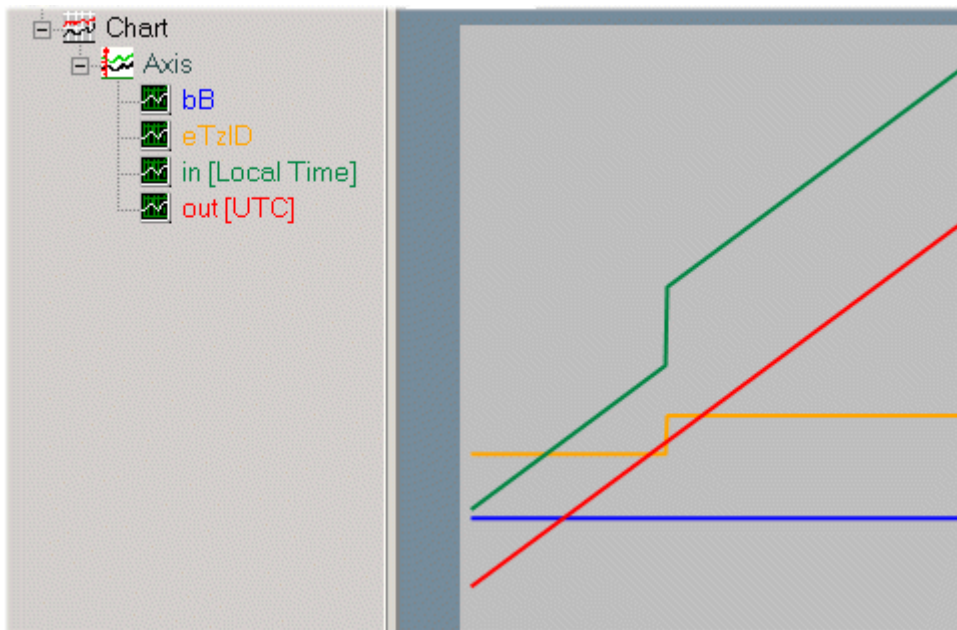 Chart
Axis
bB
eTzID
in [Local Time]
out [UTC]